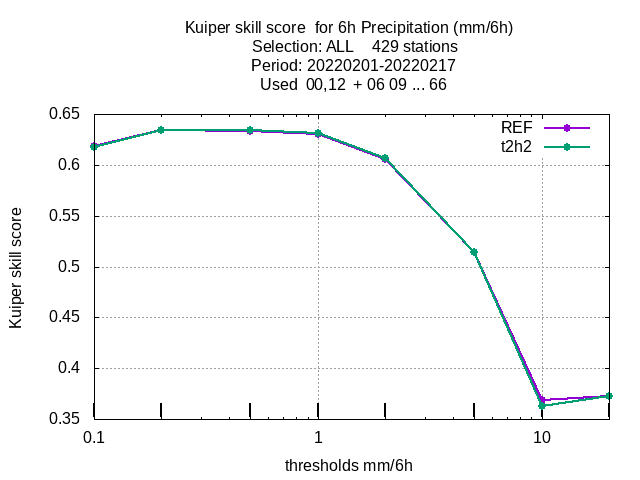 Kuiper skill score  for 6h Precipitation (mm/6h)
Selection: ALL    429 stations
Period: 20220201-20220217
Used  00,12  + 06 09 ... 66
REF
t2h2
0.65
0.6
0.55
0.5
0.45
0.4
0.35
Kuiper skill score
0.1 1 10
thresholds mm/6h